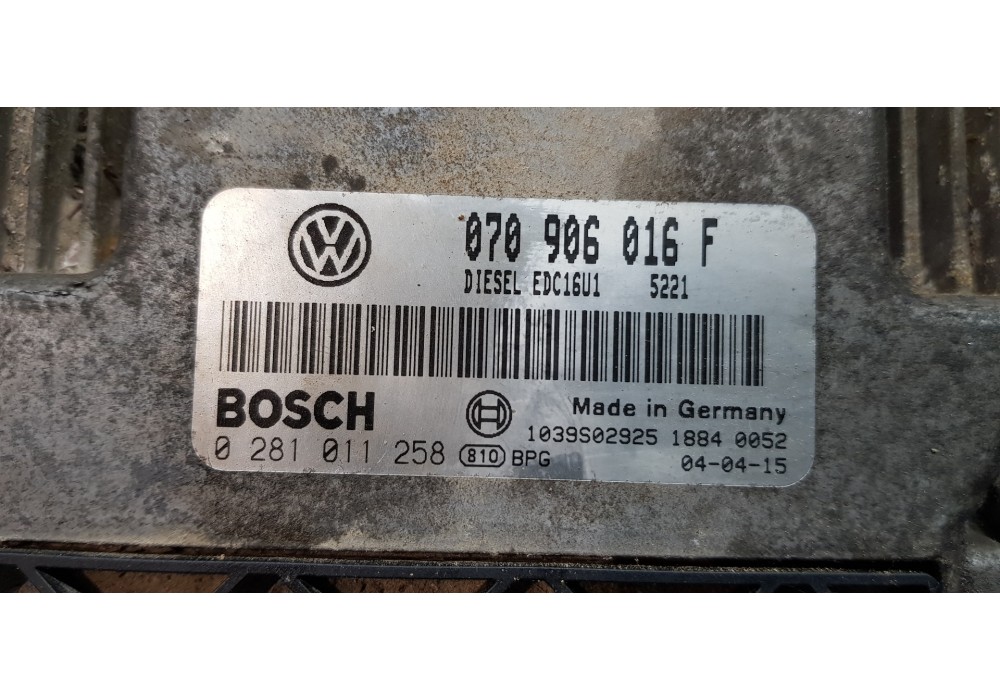 070 906 016 F
DIESEL EDC16U1 5221
BOSCH
Made in Germany
1039S02925 1884 0052
0 281 011 258 810 BPG
04-04-15